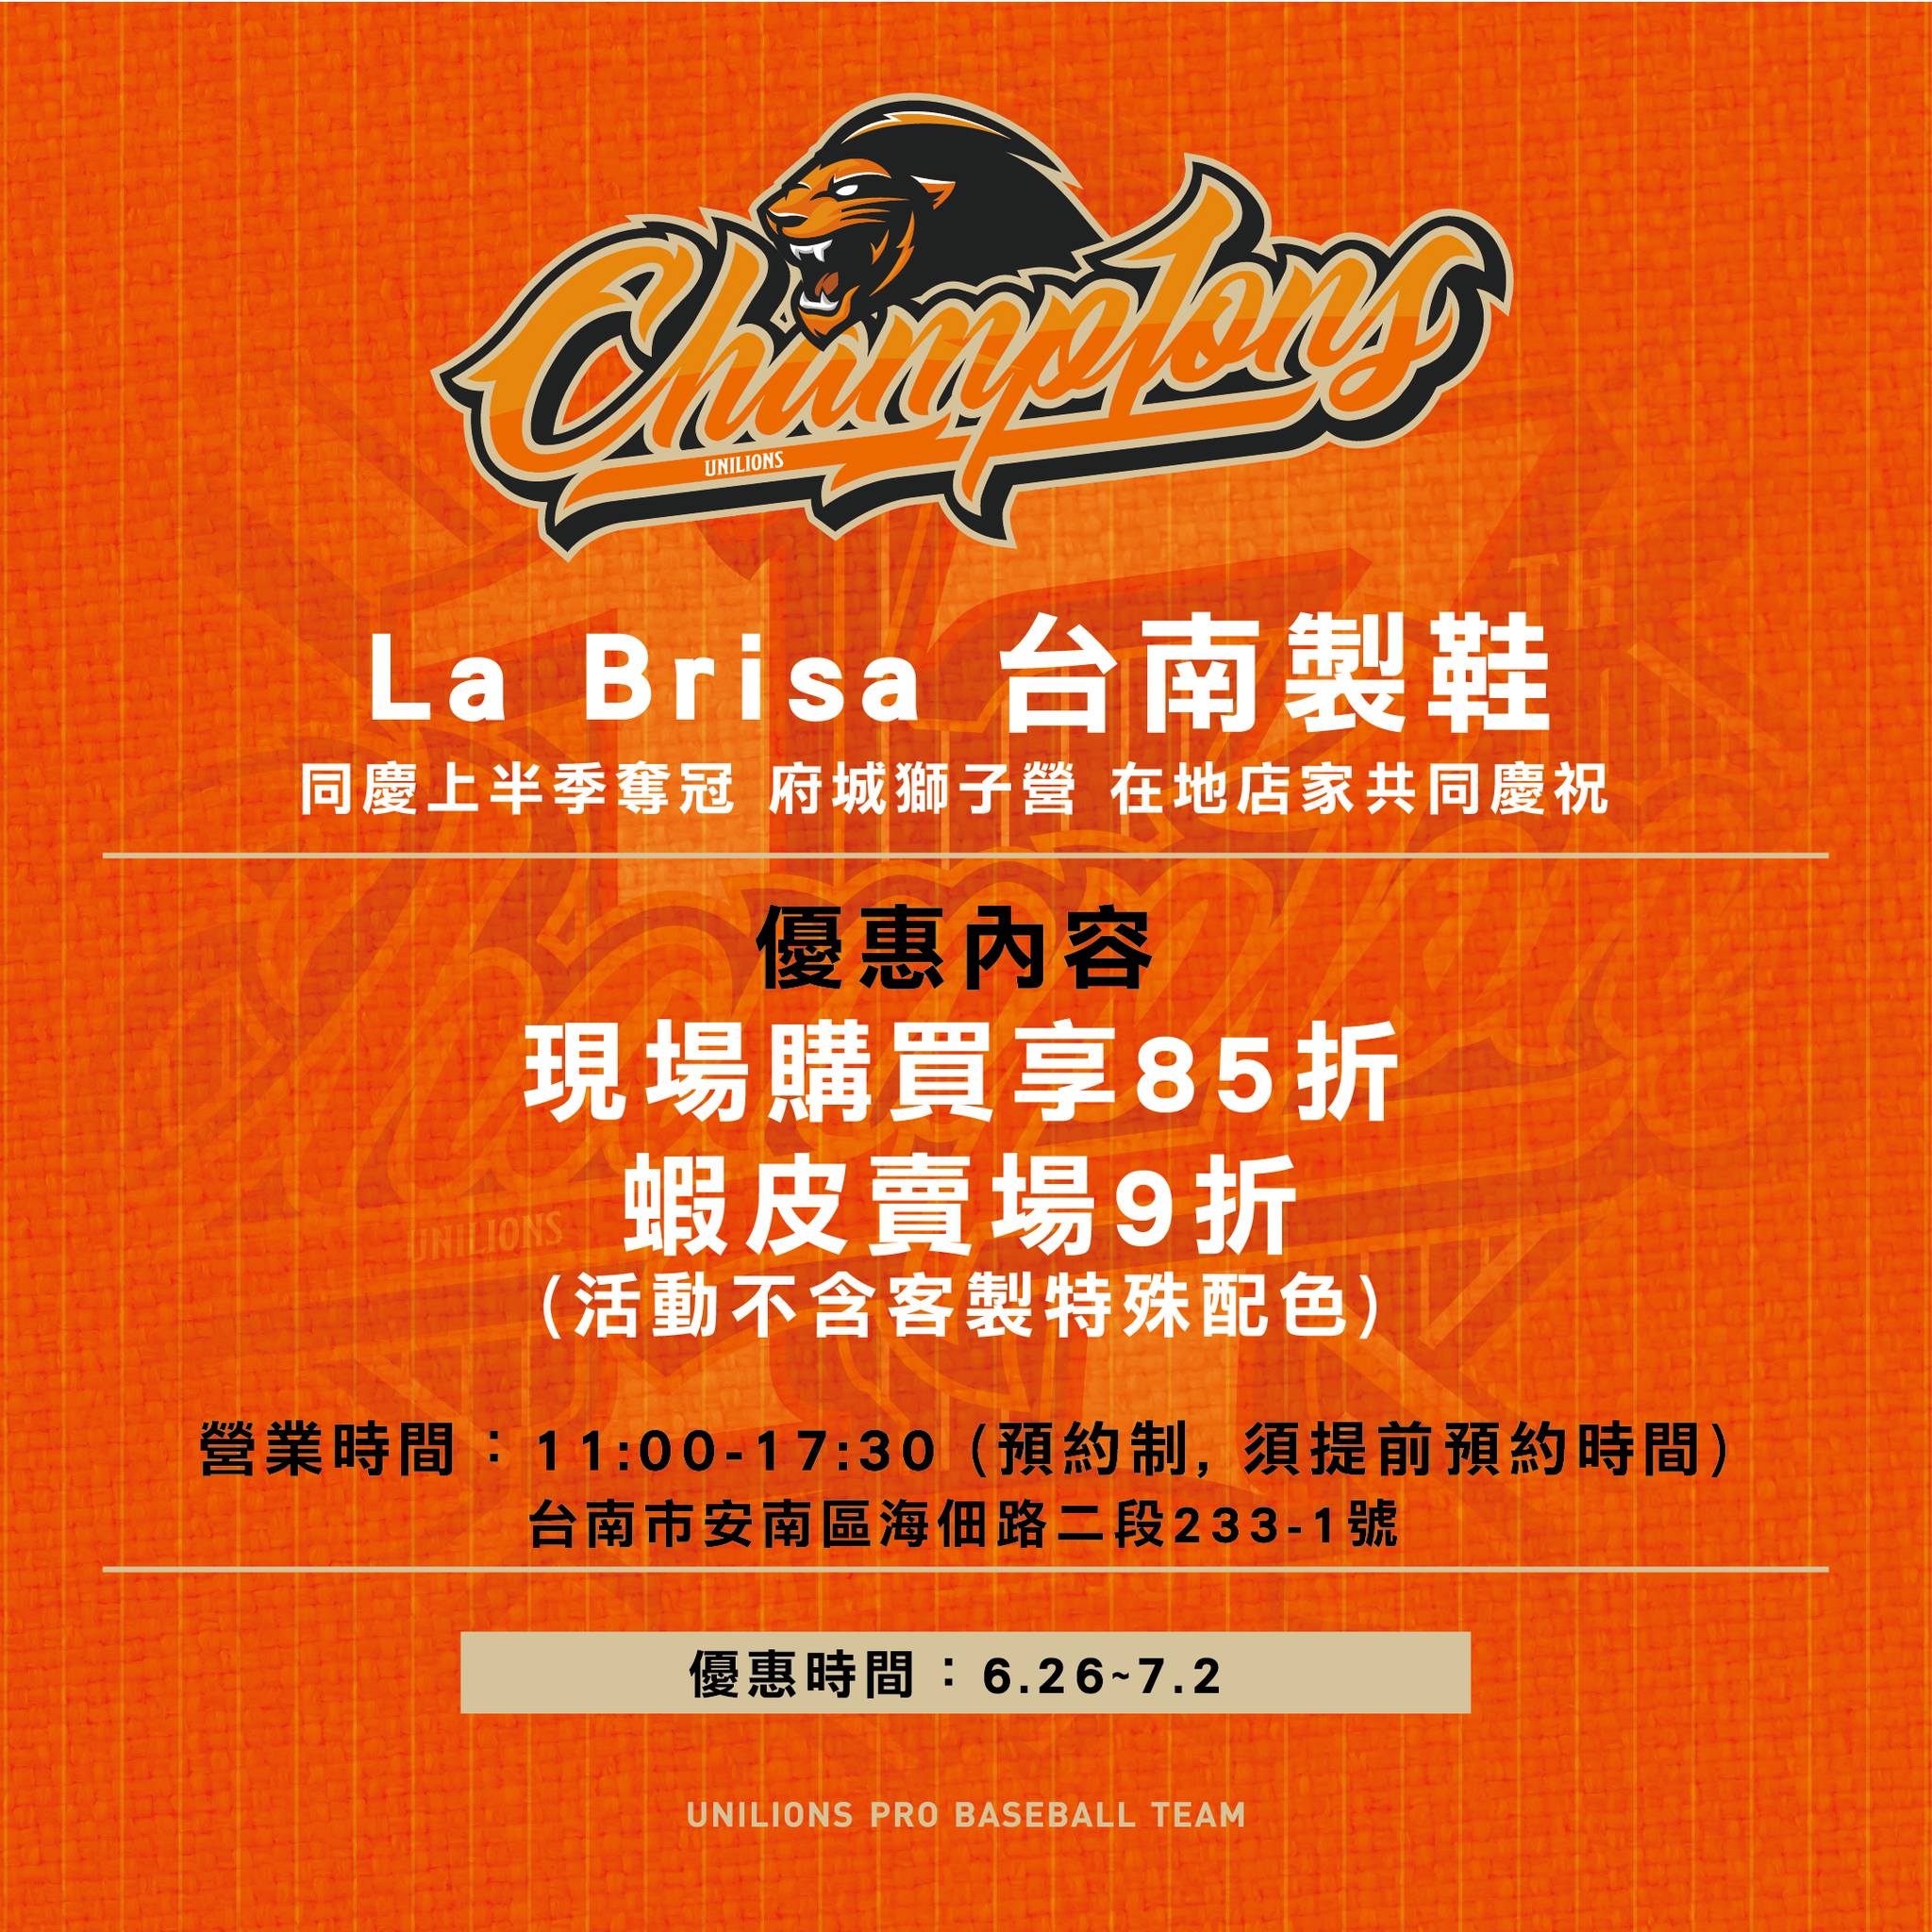 Champ1ons
UNILIONS
La Brisa 台南製鞋
同慶上半季奪冠 府城獅子營 在地店家共同慶祝
優惠內容
現場購買享85折
蝦皮賣場9折
(活動不含客製特殊配色)
營業時間：11:00-17:30 (預約制, 須提前預約時間)
台南市安南區海佃路二段233-1號
優惠時間：6.26~7.2
UNILIONS PRO BASEBALL TEAM
17
TH
Champ1ons
UNILIONS